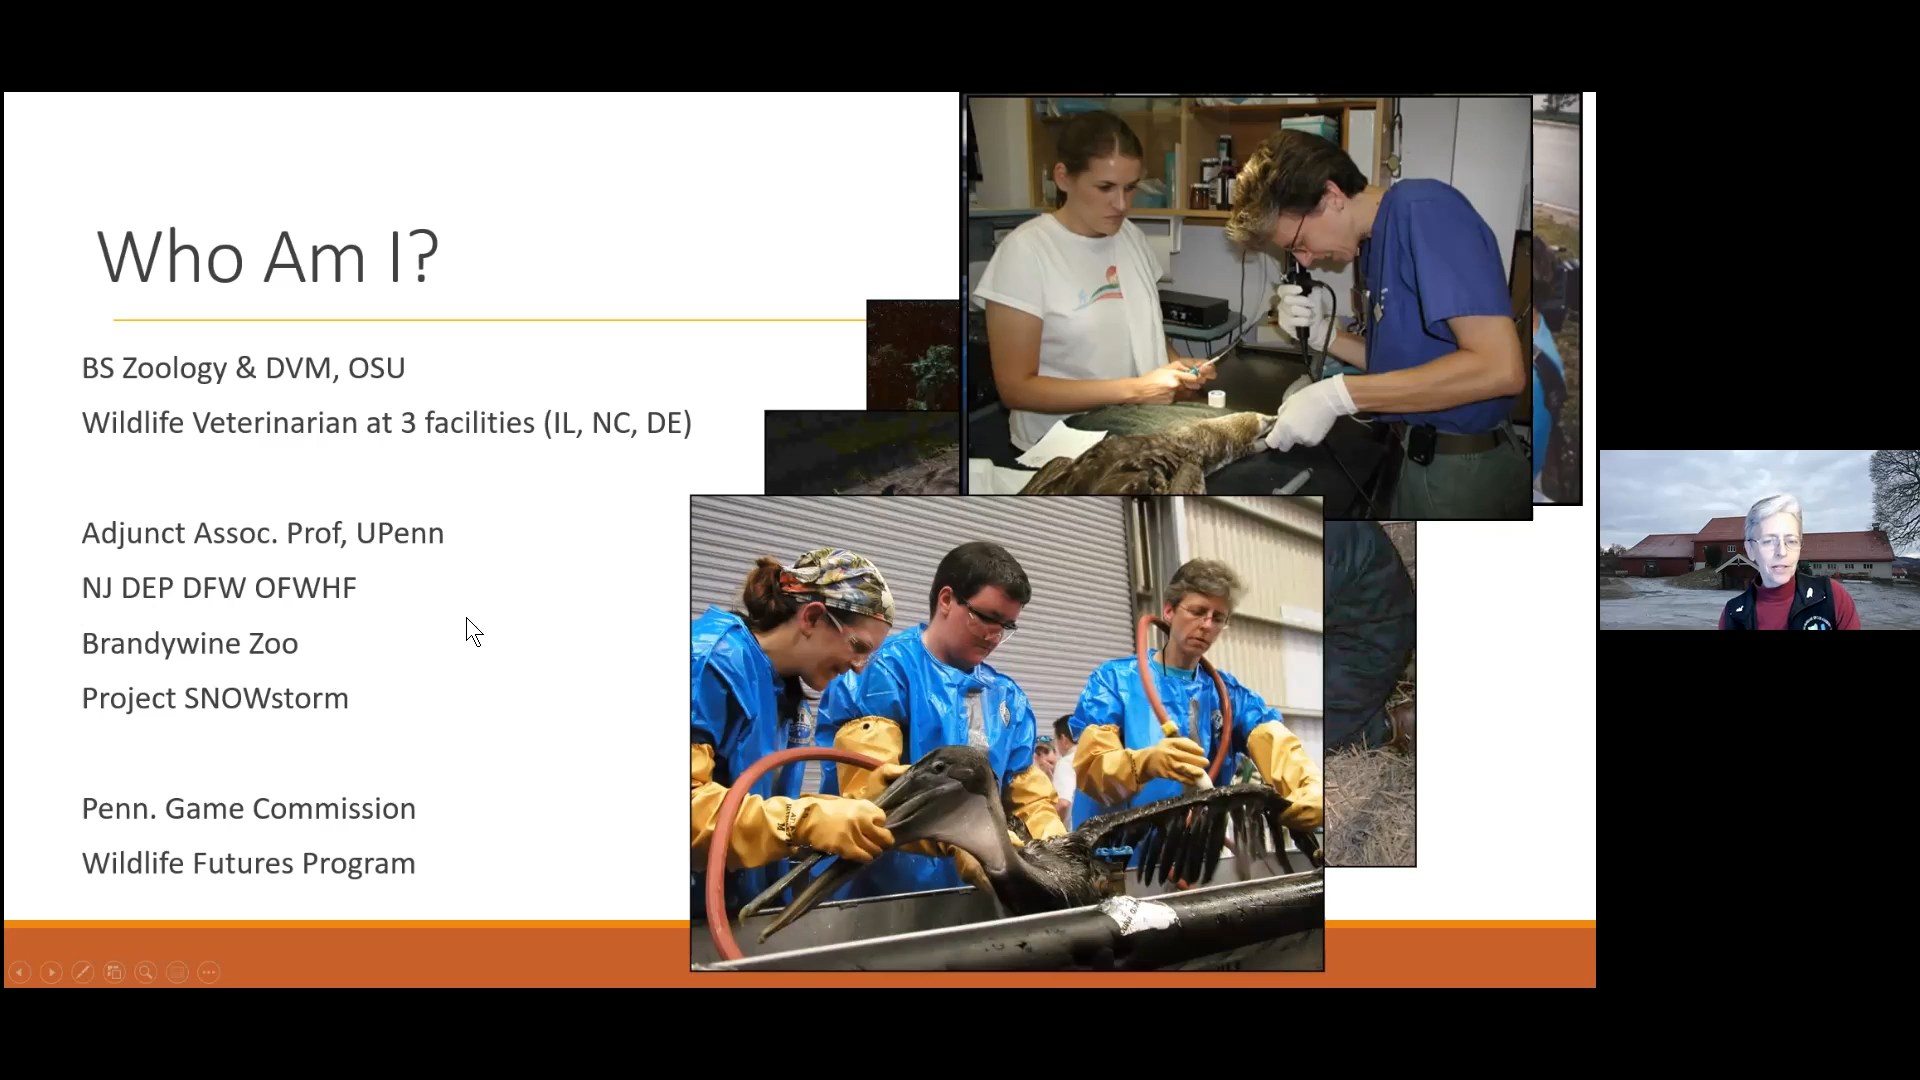 Who Am I?
BS Zoology & DVM, OSU
Wildlife Veterinarian at 3 facilities (IL, NC, DE)
Adjunct Assoc. Prof, UPenn
NJ DEP DFW OFWHF
Brandywine Zoo
Project SNOWstorm
Penn. Game Commission
Wildlife Futures Program